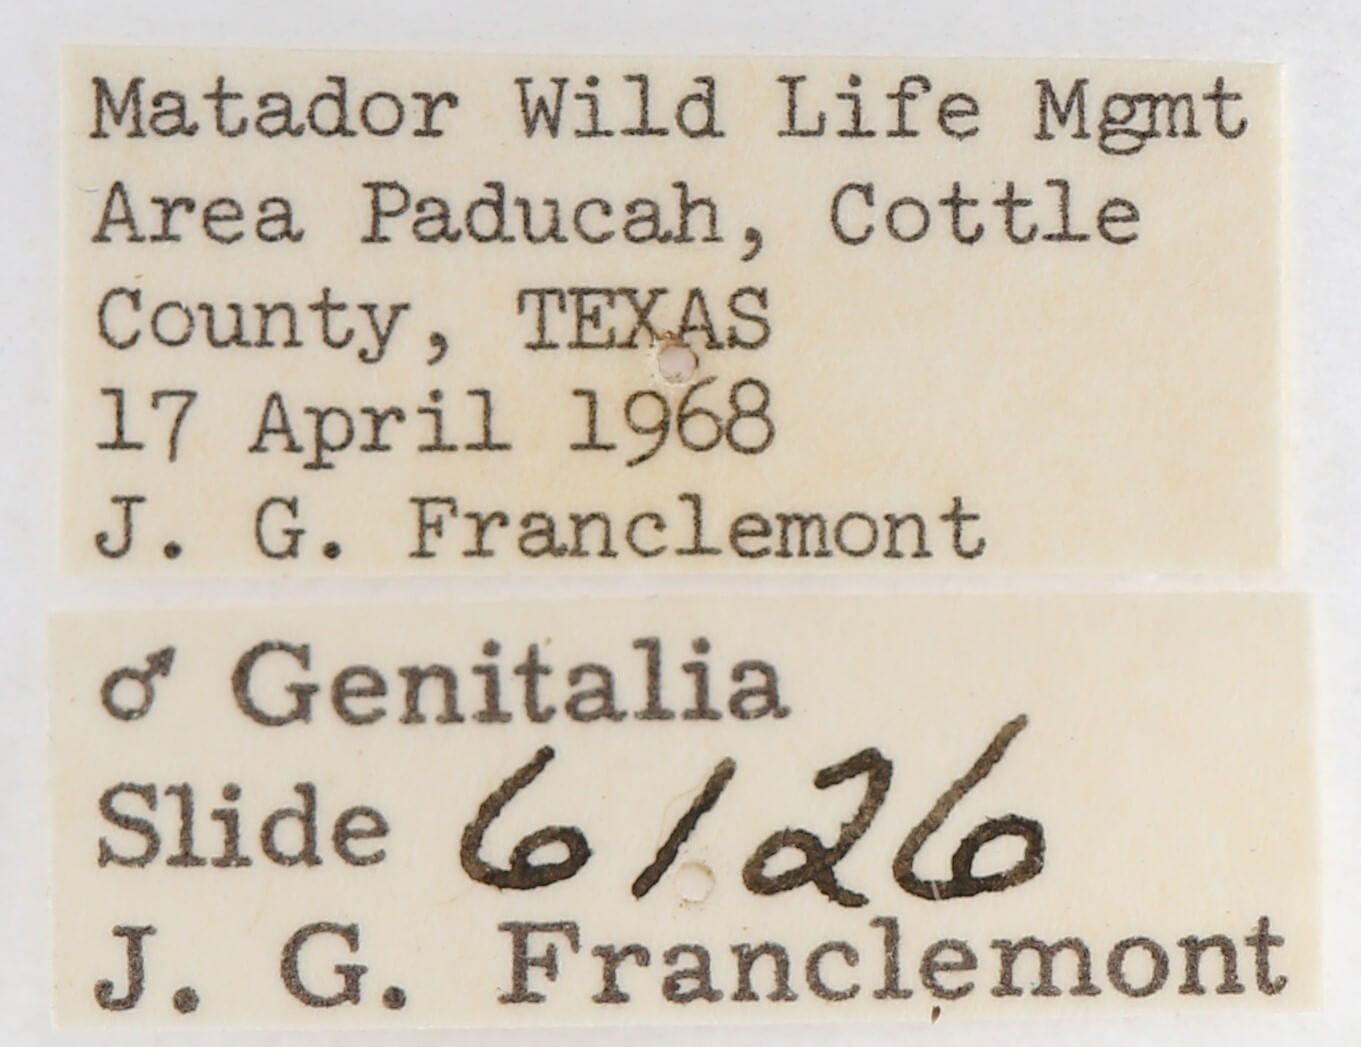 Matador Wild Life Mgmt
Area Paducah, Cottle
County, TEXAS
17 April 1968
J. G. Franclemont
♂ Genitalia
Slide 6126
J. G. Franclemont